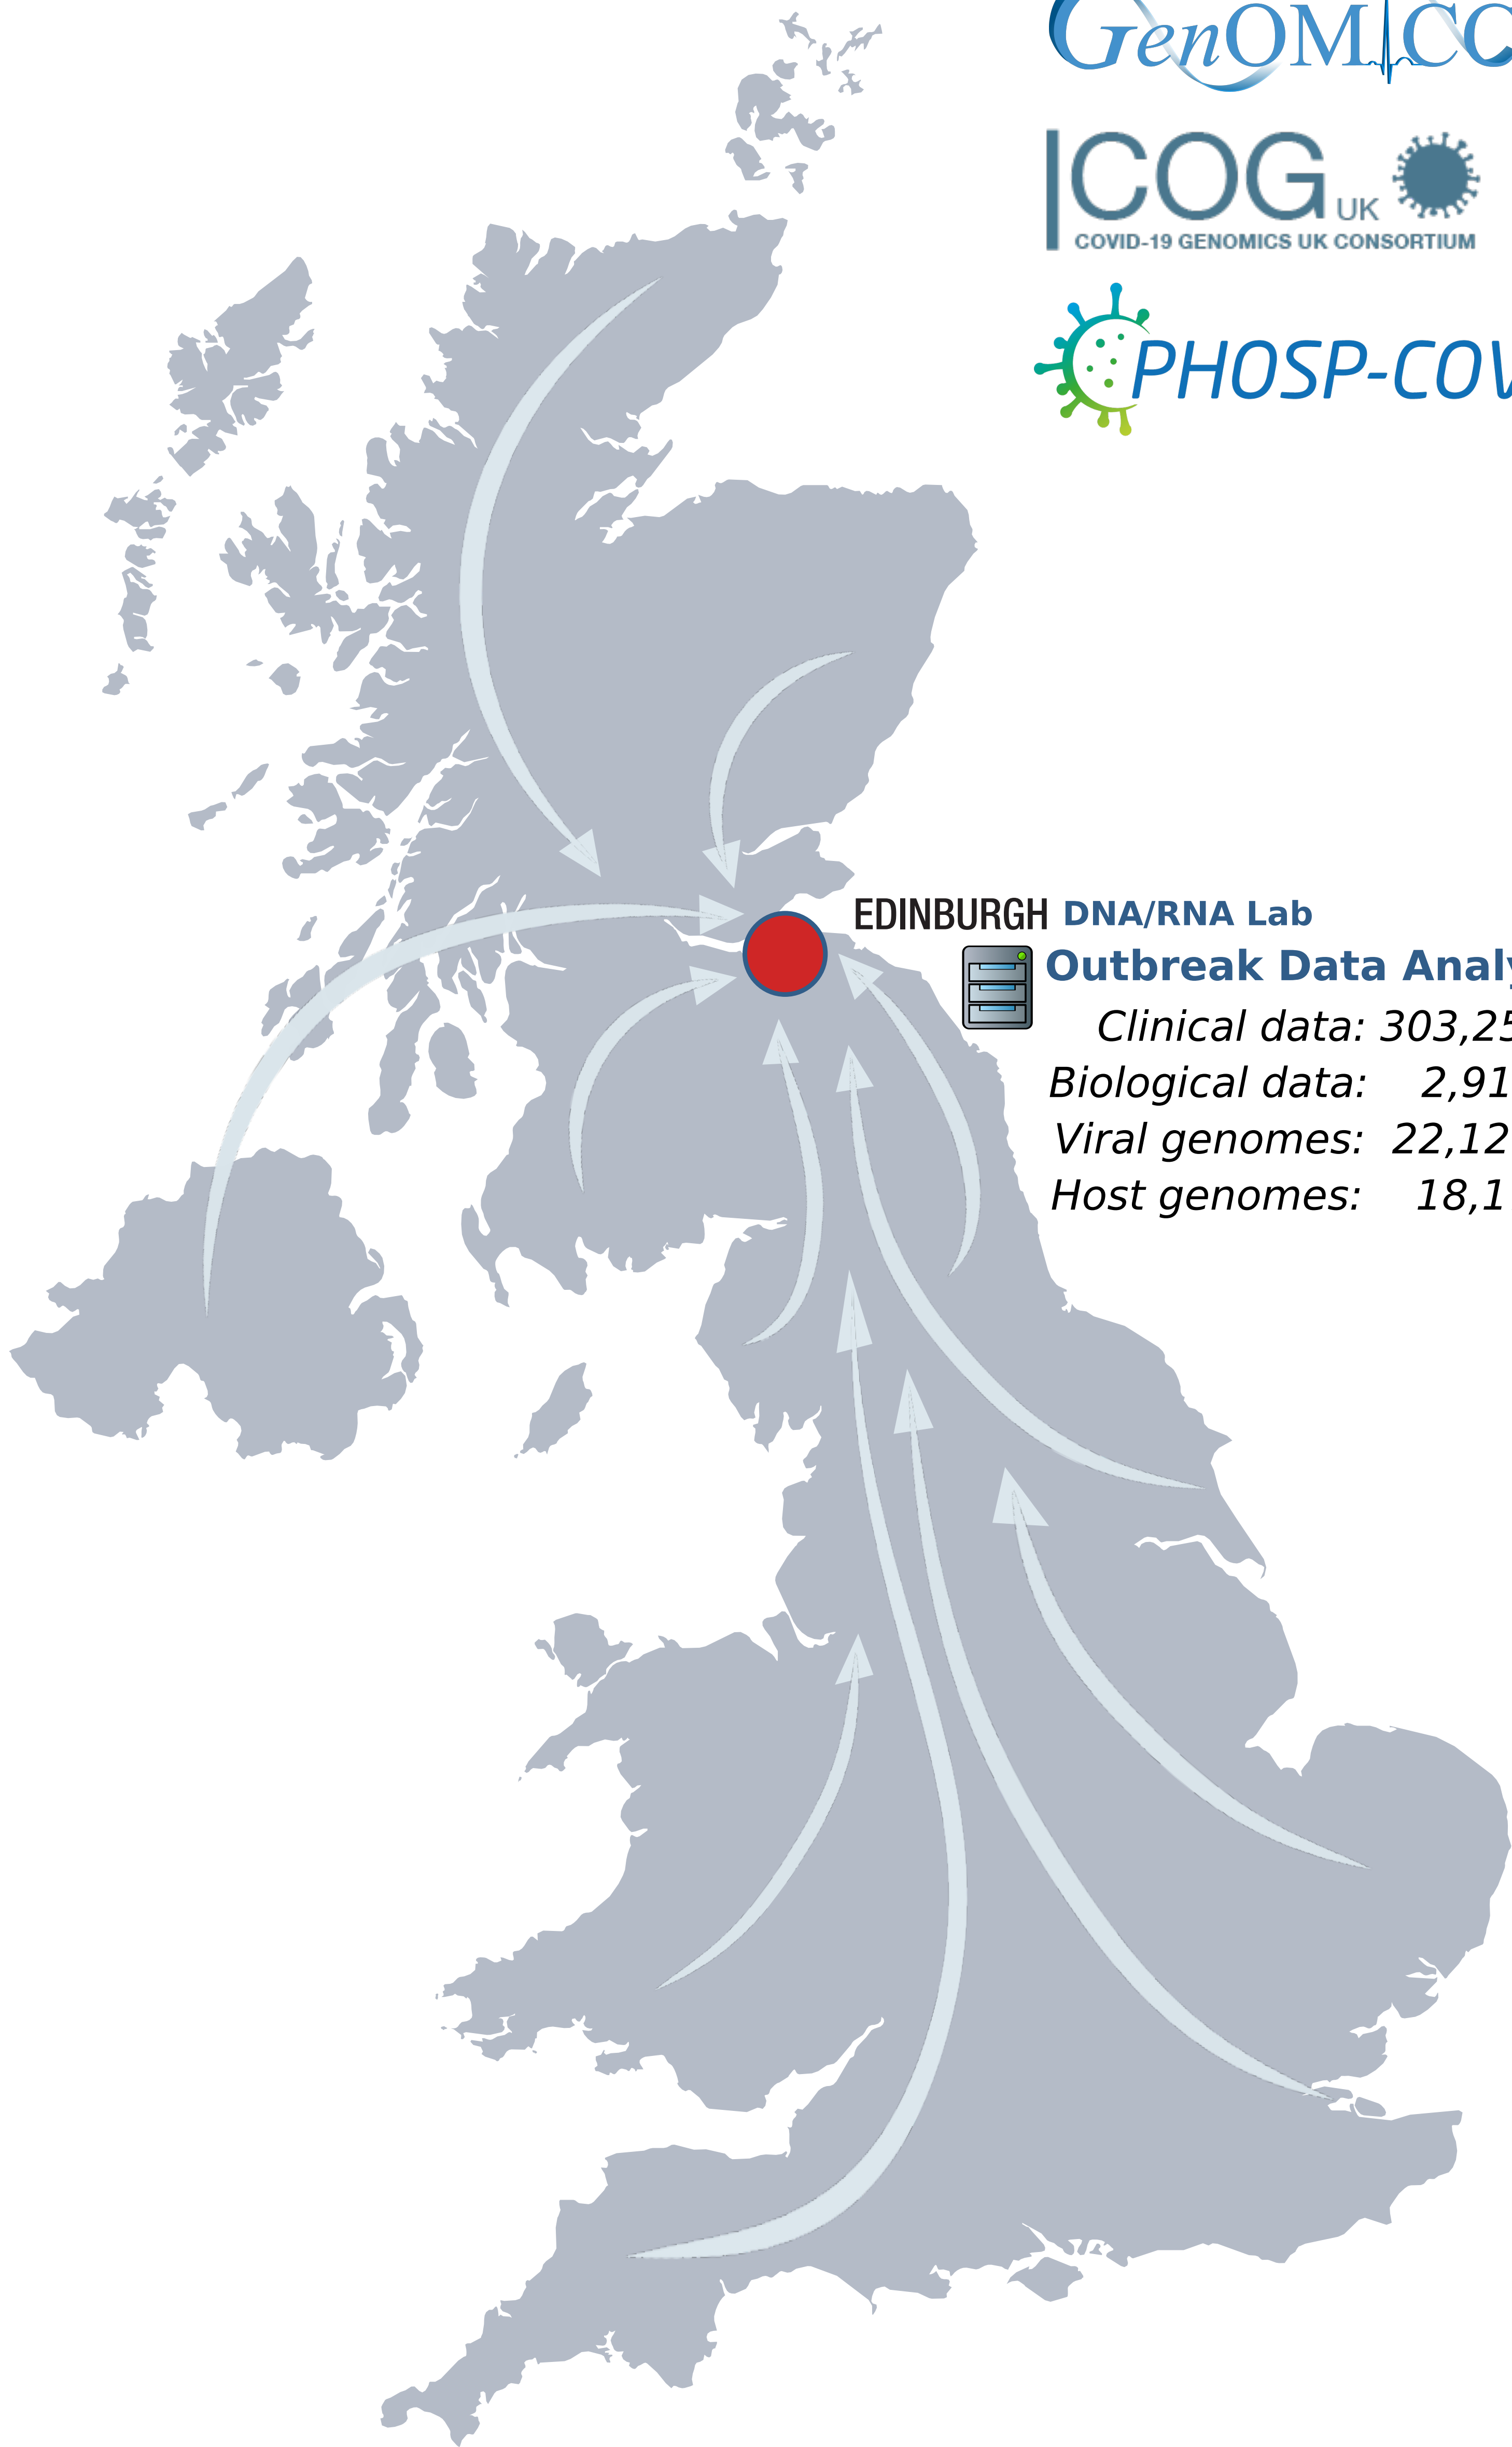 GenOMICC
COG UK
COVID-19 GENOMICS UK CONSORTIUM
PHOSP-COV
EDINBURGH DNA/RNA Lab
Outbreak Data Analy
Clinical data: 303,25
Biological data: 2,91
Viral genomes: 22,12
Host genomes: 18,1